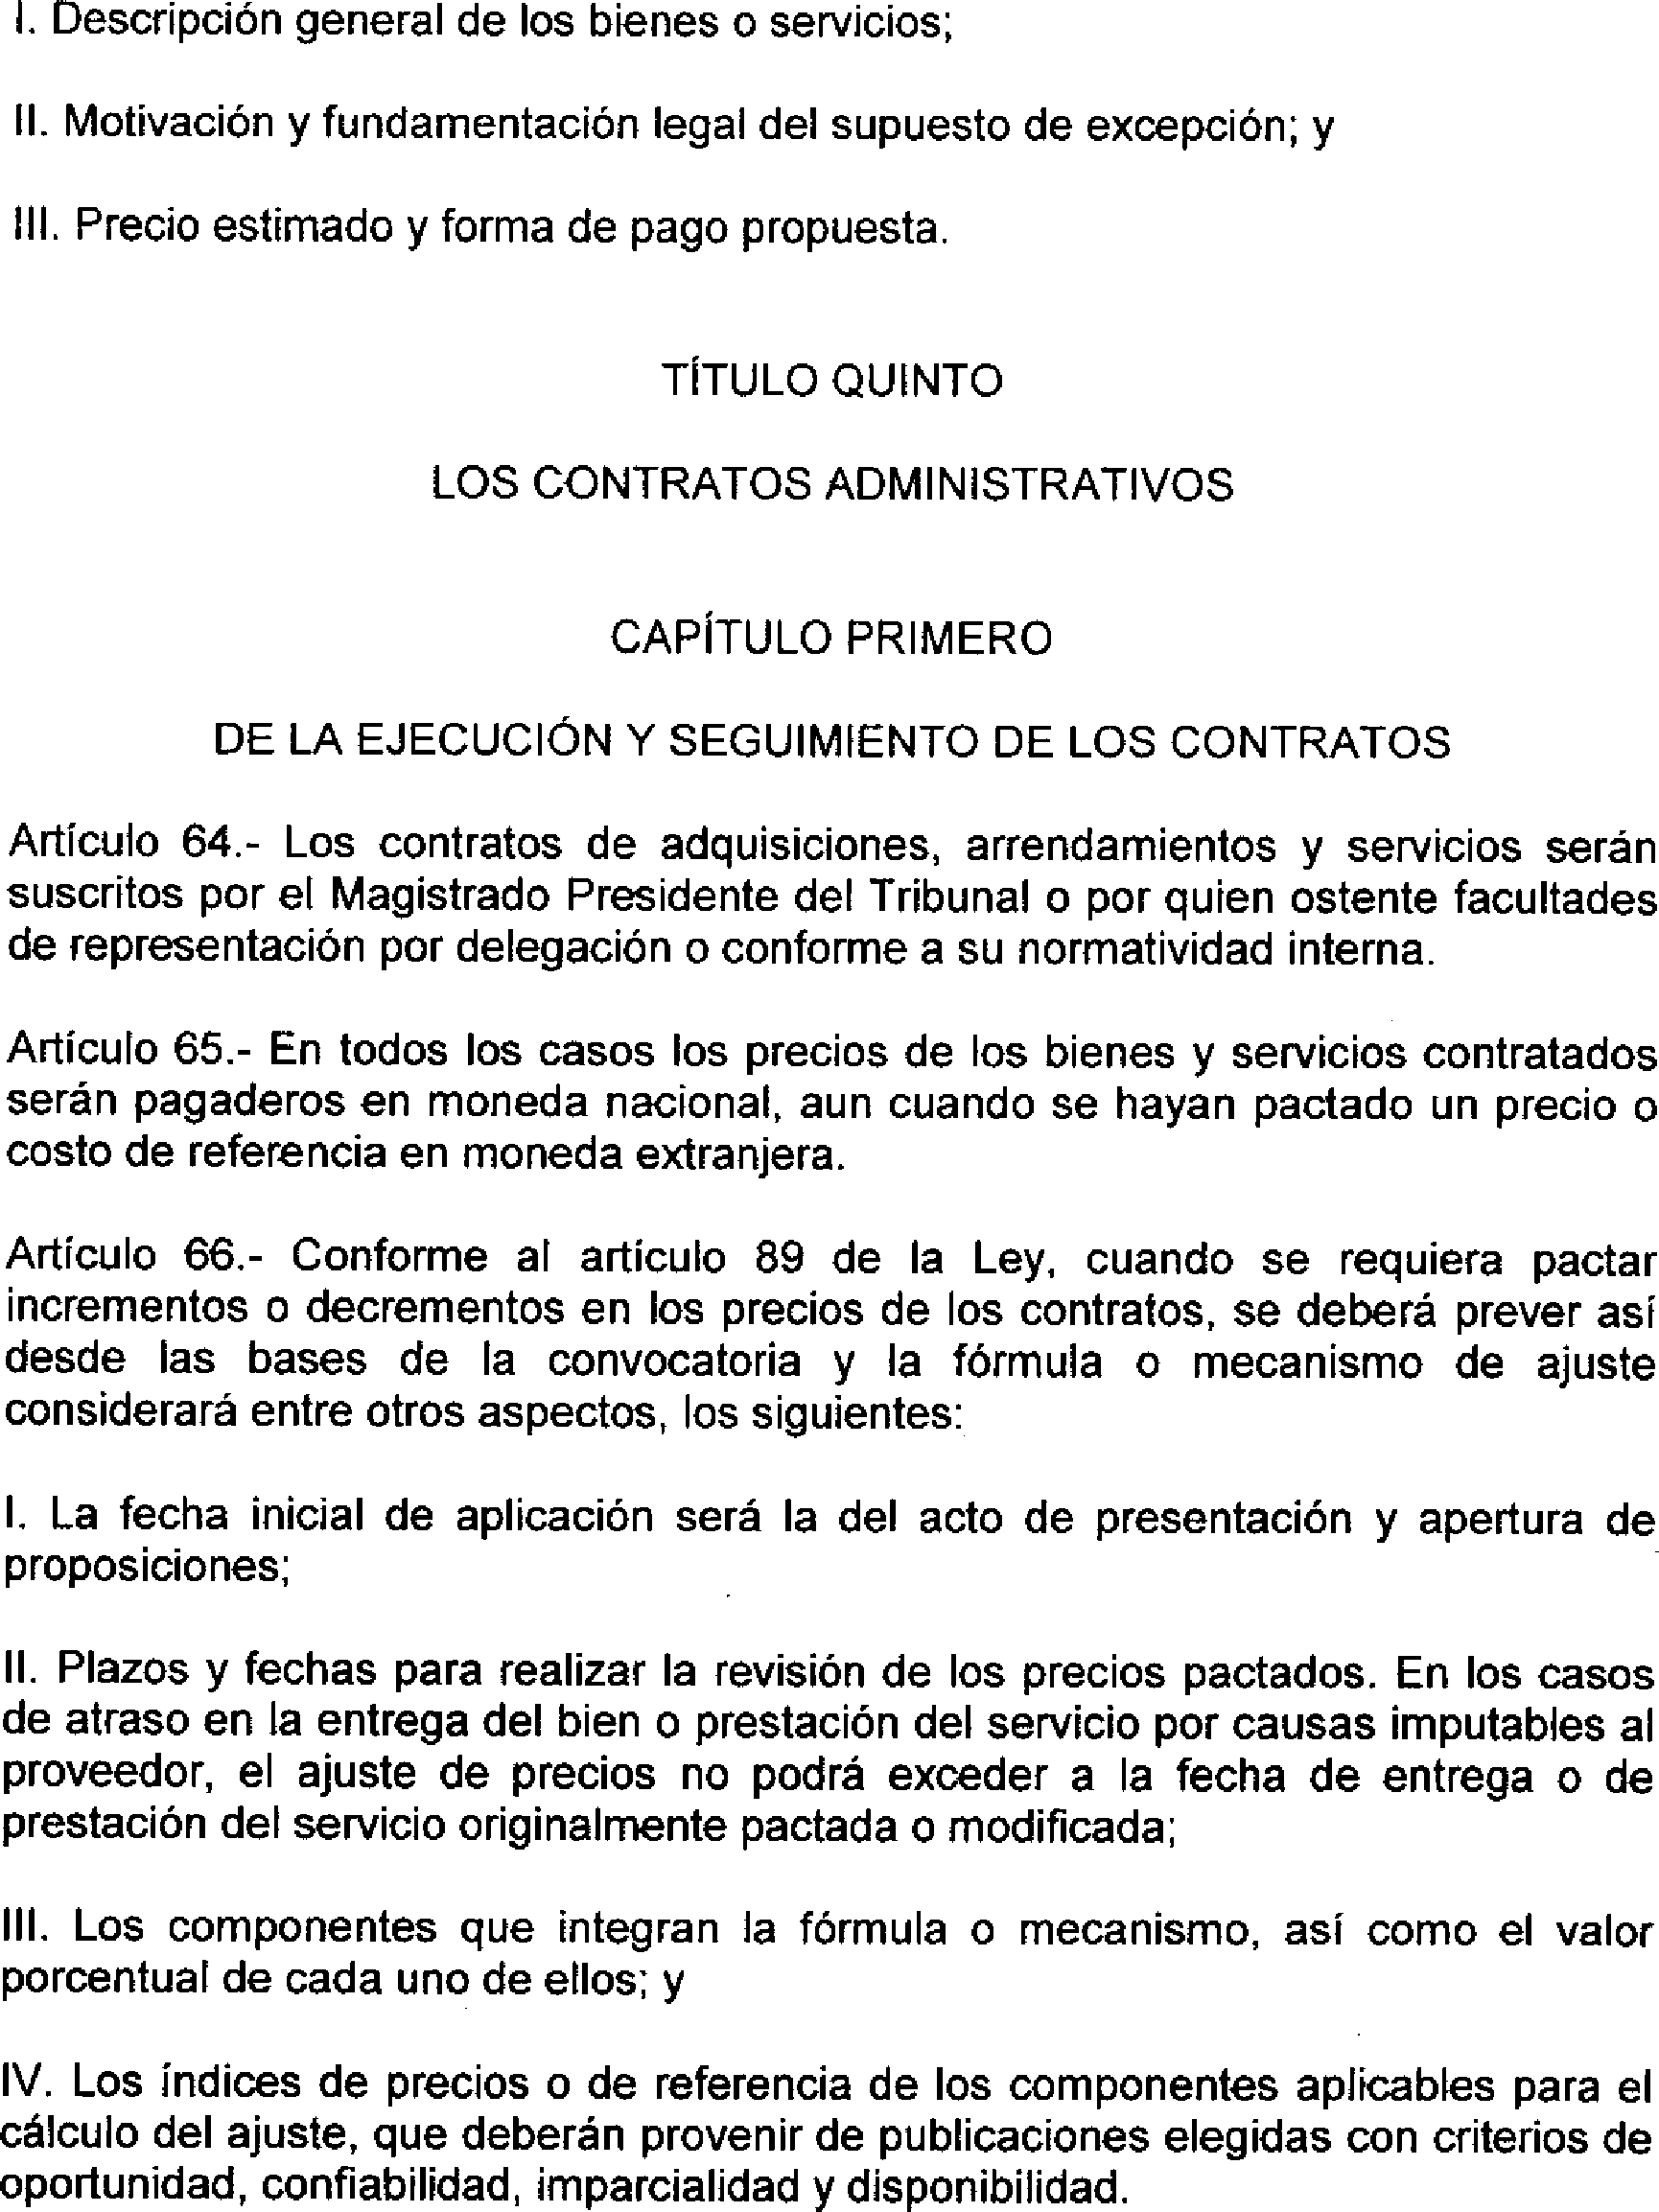 I. Descripción general de los bienes o servicios;
II. Motivación y fundamentación legal del supuesto de excepción; y
III. Precio estimado y forma de pago propuesta.
TÍTULO QUINTO
LOS CONTRATOS ADMINISTRATIVOS
CAPÍTULO PRIMERO
DE LA EJECUCIÓN Y SEGUIMIENTO DE LOS CONTRATOS
Artículo 64.- Los contratos de adquisiciones, arrendamientos y servicios serán
suscritos por el Magistrado Presidente del Tribunal o por quien ostente facultades
de representación por delegación o conforme a su normatividad interna.
Artículo 65.- En todos los casos los precios de los bienes y servicios contratados
serán pagaderos en moneda nacional, aun cuando se hayan pactado un precio o
costo de referencia en moneda extranjera.
Artículo 66.- Conforme al artículo 89 de la Ley, cuando se requiera pactar
incrementos o decrementos en los precios de los contratos, se deberá prever así
desde las bases de la convocatoria y la fórmula o mecanismo de ajuste
considerará entre otros aspectos, los siguientes:
I. La fecha inicial de aplicación será la del acto de presentación y apertura de
proposiciones;
II. Plazos y fechas para realizar la revisión de los precios pactados. En los casos
de atraso en la entrega del bien o prestación del servicio por causas imputables al
proveedor, el ajuste de precios no podrá exceder a la fecha de entrega o de
prestación del servicio originalmente pactada o modificada;
III. Los componentes que integran la fórmula o mecanismo, así como el valor
porcentual de cada uno de ellos; y
IV. Los índices de precios o de referencia de los componentes aplicables para el
cálculo del ajuste, que deberán provenir de publicaciones elegidas con criterios de
oportunidad, confiabilidad, imparcialidad y disponibilidad.